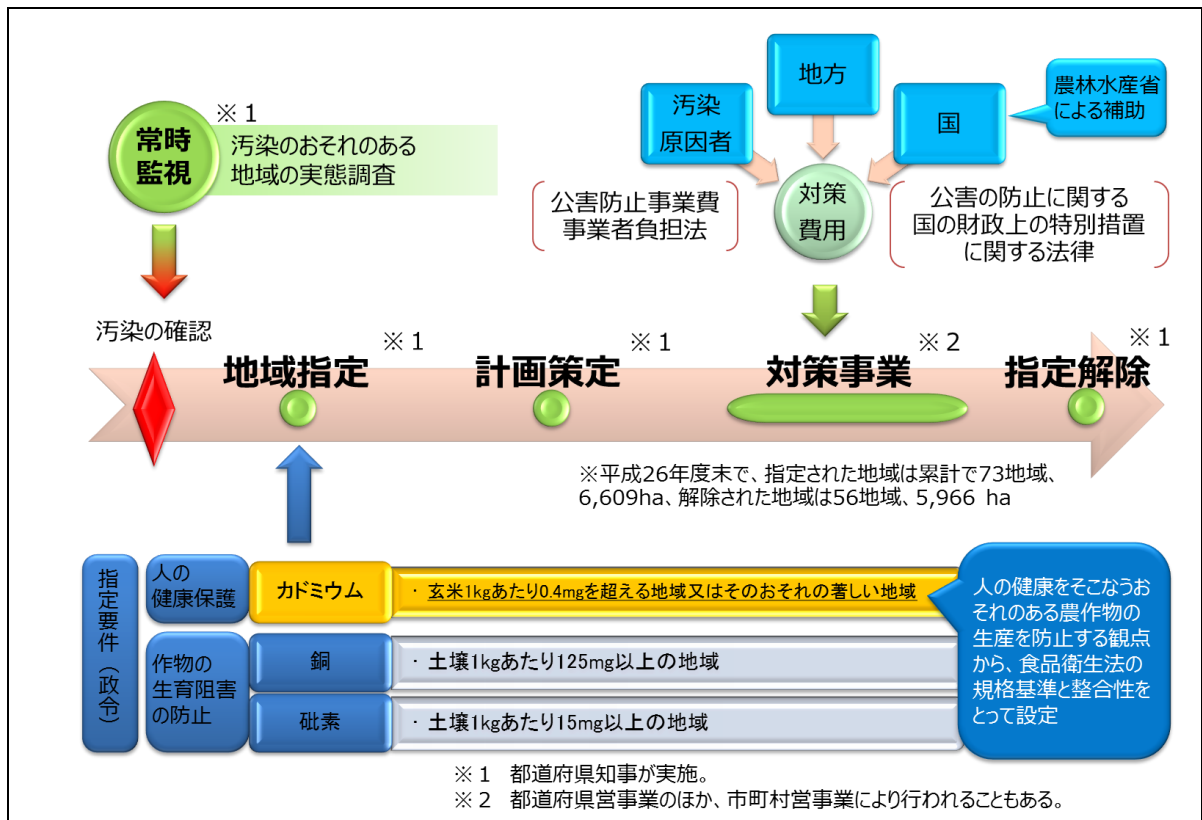 常時
監視
※１
汚染のおそれのある
地域の実態調査
汚染
原因者
地方
国
農林水産省
による補助
公害防止事業費
事業者負担法
対策
費用
公害の防止に関する
国の財政上の特別措置
に関する法律
汚染の確認
地域指定
※１
計画策定
※１
対策事業
※２
指定解除
※１
※平成26年度末で、指定された地域は累計で73地域、
6,609ha、解除された地域は56地域、5,966 ha
指定要件（政令）
人の
健康保護
カドミウム
・玄米1kgあたり0.4mgを超える地域又はそのおそれの著しい地域
作物の
生育阻害
の防止
銅
・土壌1kgあたり125mg以上の地域
砒素
・土壌1kgあたり15mg以上の地域
人の健康をそこなうお
それのある農作物の
生産を防止する観点
から、食品衛生法の
規格基準と整合性を
とって設定
※１　都道府県知事が実施。
※２　都道府県営事業のほか、市町村営事業により行われることもある。